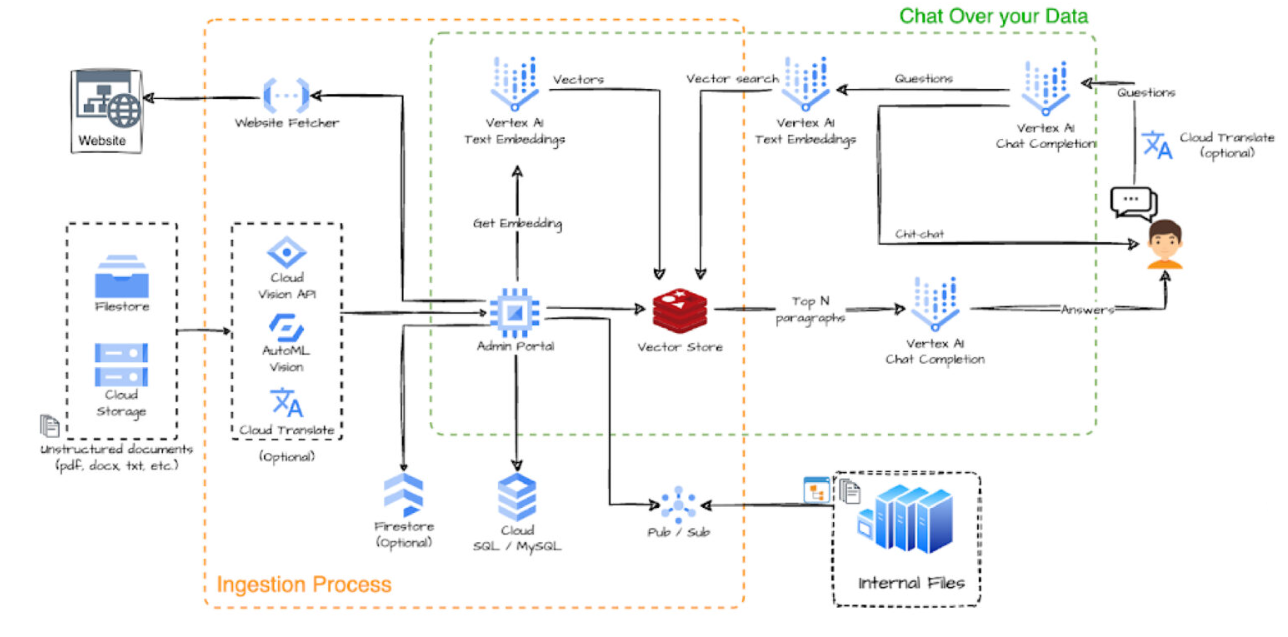 Chat Over your Data
Website
Website Fetcher
Vertex AI
Text Embeddings
Vectors
Vector search
Vertex AI
Text Embeddings
Questions
Vertex AI
Chat Completion
Questions
Cloud Translate
(optional)
...
Get Embedding
Chit-chat
Filestore
Cloud
Storage
Unstructured documents
(pdf, docx, txt, etc.)
Cloud
Vision API
AutoML
Vision
Cloud Translate
(Optional)
Admin Portal
Vector Store
Top N
paragraphs
Vertex AI
Chat Completion
Answers
Firestore
(Optional)
Cloud
SQL / MySQL
Pub / Sub
Internal Files
Ingestion Process